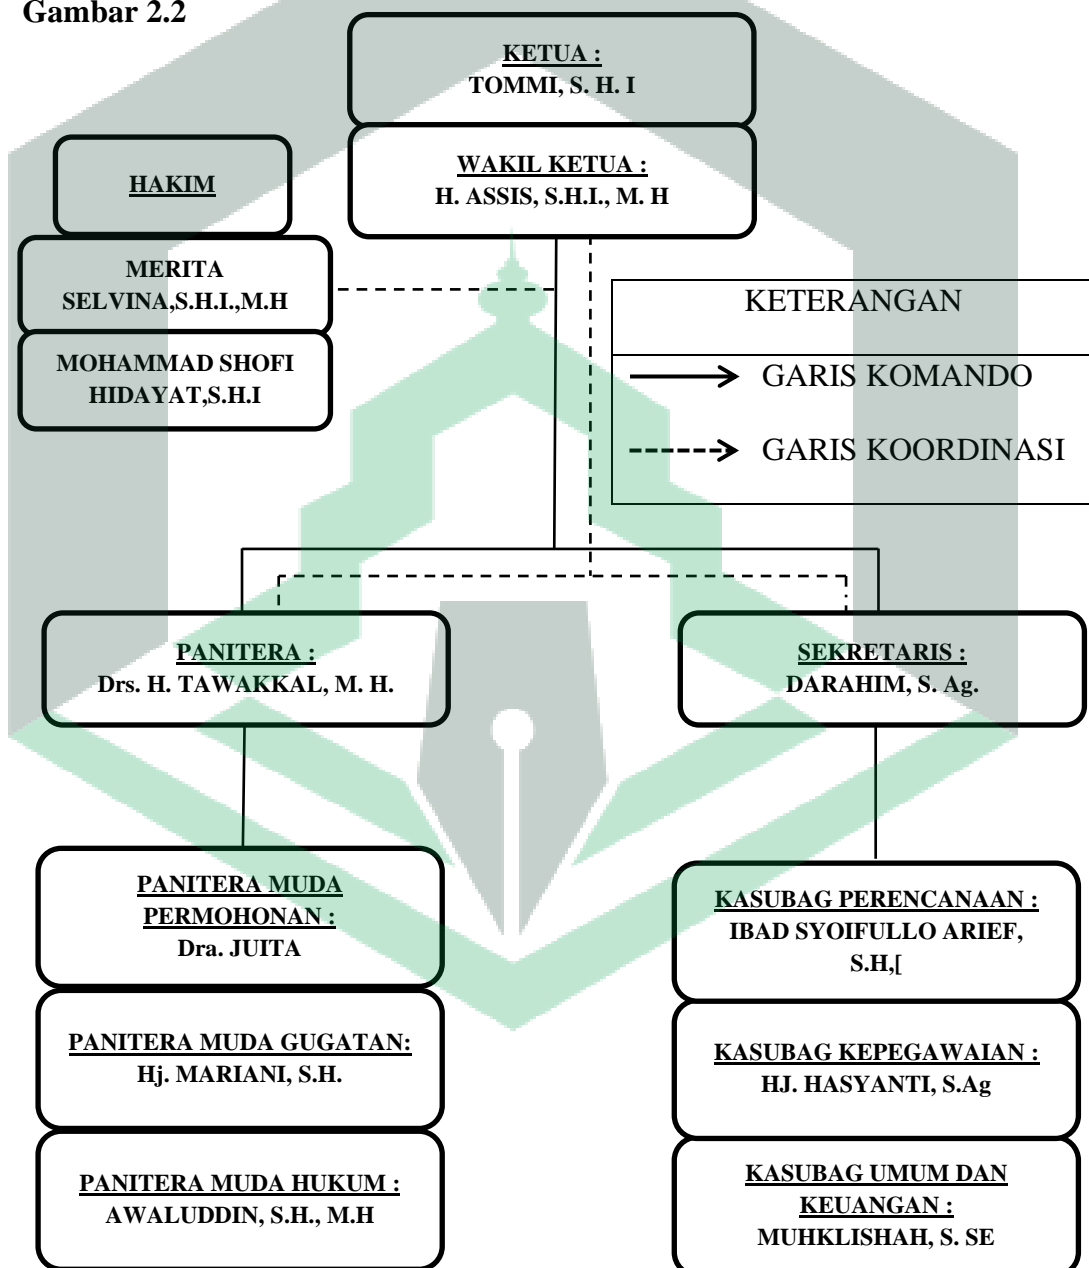 Gambar 2.2
KETUA :
TOMMI, S. H. I
WAKIL KETUA :
H. ASSIS, S.H.I., M. H
HAKIM
MERITA
SELVINA,S.H.I.,M.H
MOHAMMAD SHOFI
HIDAYAT,S.H.I
KETERANGAN
GARIS KOMANDO
GARIS KOORDINASI
PANITERA :
Drs. H. TAWAKKAL, M. H.
SEKRETARIS :
DARAHIM, S. Ag.
PANITERA MUDA
PERMOHONAN :
Dra. JUITA
PANITERA MUDA GUGATAN:
Hj. MARIANI, S.H.
PANITERA MUDA HUKUM :
AWALUDDIN, S.H., M.H
KASUBAG PERENCANAAN :
IBAD SYOIFULLO ARIEF,
S.H,[
KASUBAG KEPEGAWAIAN :
HJ. HASYANTI, S.Ag
KASUBAG UMUM DAN
KEUANGAN :
MUHKLISHAH, S. SE